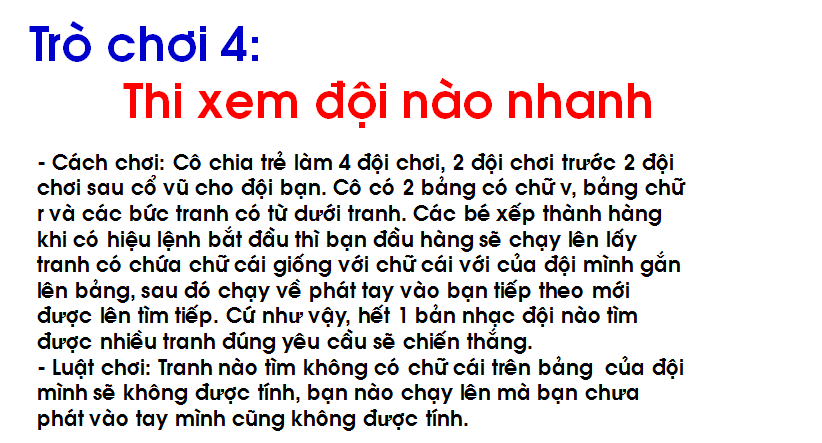 Trò chơi 4:
Thi xem đội nào nhanh
- Cách chơi: Cô chia trẻ làm 4 đội chơi, 2 đội chơi trước 2 đội
chơi sau cổ vũ cho đội bạn. Cô có 2 bảng có chữ v, bảng chữ
r và các bức tranh có từ dưới tranh. Các bé xếp thành hàng
khi có hiệu lệnh bắt đầu thì bạn đầu hàng sẽ chạy lên lấy
tranh có chứa chữ cái giống với chữ cái với của đội mình gắn
lên bảng, sau đó chạy về phát tay vào bạn tiếp theo mới
được lên tìm tiếp. Cứ như vậy, hết 1 bản nhạc đội nào tìm
được nhiều tranh đúng yêu cầu sẽ chiến thắng.
- Luật chơi: Tranh nào tìm không có chữ cái trên bảng của đội
mình sẽ không được tính, bạn nào chạy lên mà bạn chưa
phát vào tay mình cũng không được tính.